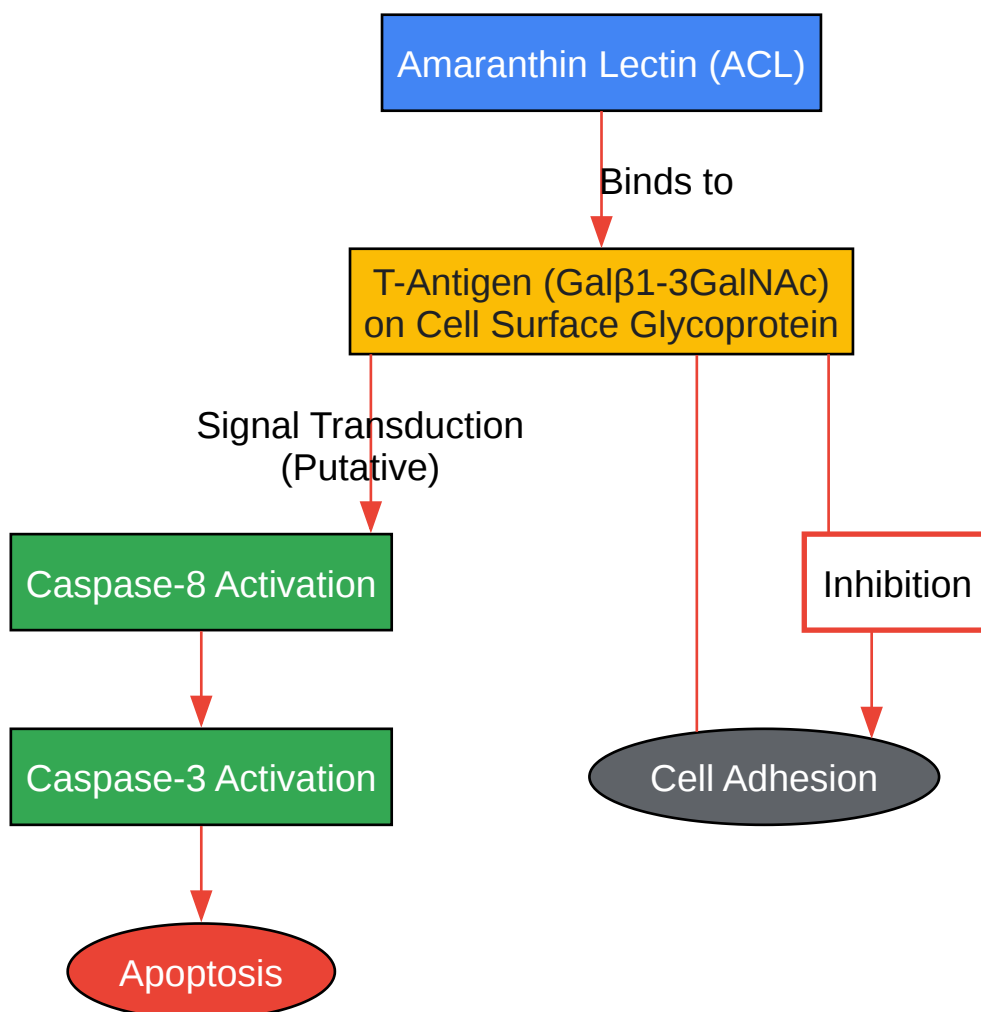 Amaranthin Lectin (ACL)
Binds to
T-Antigen (Galβ1-3GalNAc)
on Cell Surface Glycoprotein
Signal Transduction
(Putative)
Caspase-8 Activation
Inhibition
Caspase-3 Activation
Cell Adhesion
Apoptosis